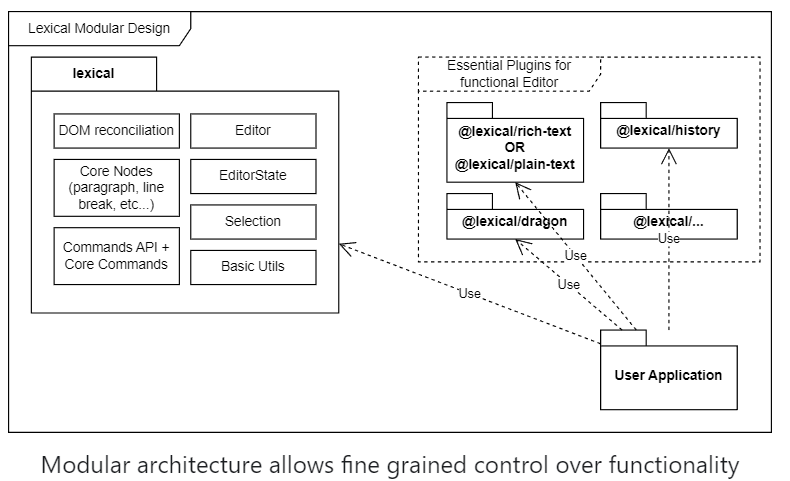 Lexical Modular Design
lexical
DOM reconciliation
Editor
Core Nodes
(paragraph, line
break, etc...)
EditorState
Selection
Commands API +
Core Commands
Basic Utils
Essential Plugins for
functional Editor
@lexical/rich-text
OR
@lexical/plain-text
@lexical/history
@lexical/dragon
@lexical/...
Use
Use
Use
Use
User Application
Modular architecture allows fine grained control over functionality